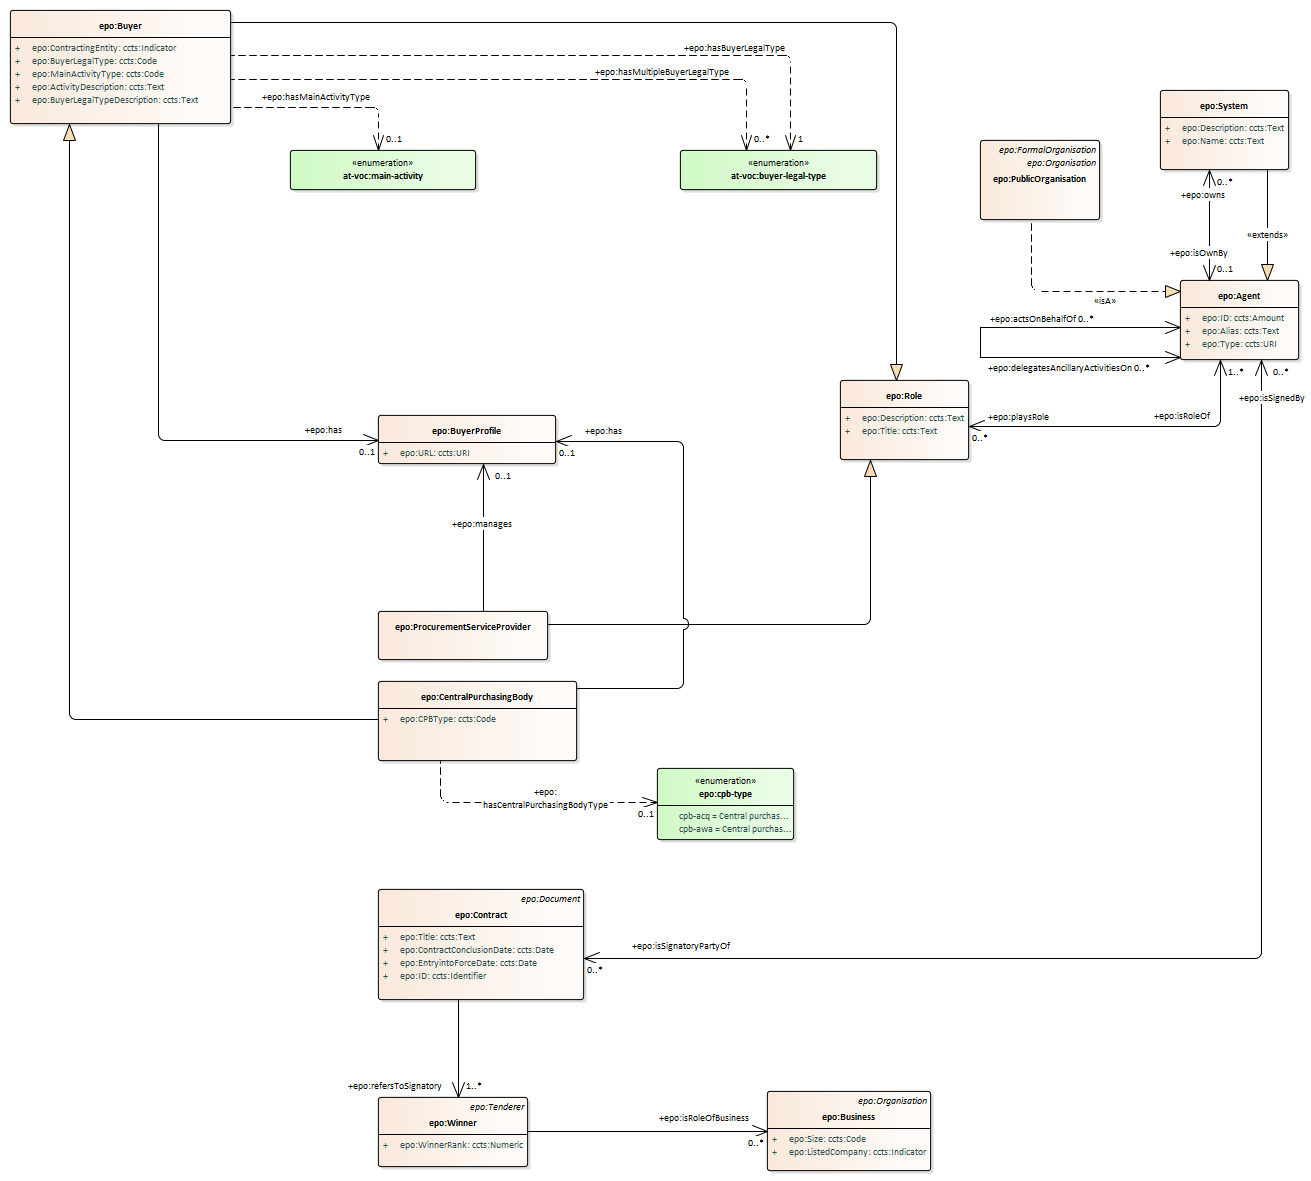 epo:Buyer
+ epo:ContractingEntity: ccts:Indicator
+ epo:BuyerLegalType: ccts:Code
+ epo:MainActivityType: ccts:Code
+ epo:ActivityDescription: ccts:Text
+ epo:BuyerLegalTypeDescription: ccts:Text
+epo:hasBuyerLegalType
+epo:hasMultipleBuyerLegalType
+epo:hasMainActivityType
0..1
0..*
1
«enumeration»
at-voc:main-activity
«enumeration»
at-voc:buyer-legal-type
epo:System
+ epo:Description: ccts:Text
+ epo:Name: ccts:Text
epo:FormalOrganisation
epo:Organisation
epo:PublicOrganisation
0..*
+epo:owns
«extends»
+epo:isOwnBy
0..1
«isA»
epo:Agent
+ epo:ID: ccts:Amount
+ epo:Alias: ccts:Text
+ epo:Type: ccts:URI
+epo:actsOnBehalfOf 0..*
+epo:delegatesAncillaryActivitiesOn 0..*
1..*
0..*
+epo:isSignedBy
epo:Role
+ epo:Description: ccts:Text
+ epo:Title: ccts:Text
+epo:playsRole
+epo:isRoleOf
0..*
+epo:has
0..1
epo:BuyerProfile
+ epo:URL: ccts:URI
+epo:has
0..1
0..1
+epo:manages
epo:ProcurementServiceProvider
epo:CentralPurchasingBody
+ epo:CPBType: ccts:Code
+epo:
hasCentralPurchasingBodyType
0..1
«enumeration»
epo:cpb-type
cpb-acq = Central purchas...
cpb-awa = Central purchas...
epo:Document
epo:Contract
+ epo:Title: ccts:Text
+ epo:ContractConclusionDate: ccts:Date
+ epo:EntryintoForceDate: ccts:Date
+ epo:ID: ccts:Identifier
+epo:isSignatoryPartyOf
0..*
+epo:refersToSignatory
1..*
epo:Tenderer
epo:Winner
+ epo:WinnerRank: ccts:Numeric
+epo:isRoleOfBusiness
0..*
epo:Organisation
epo:Business
+ epo:Size: ccts:Code
+ epo:ListedCompany: ccts:Indicator